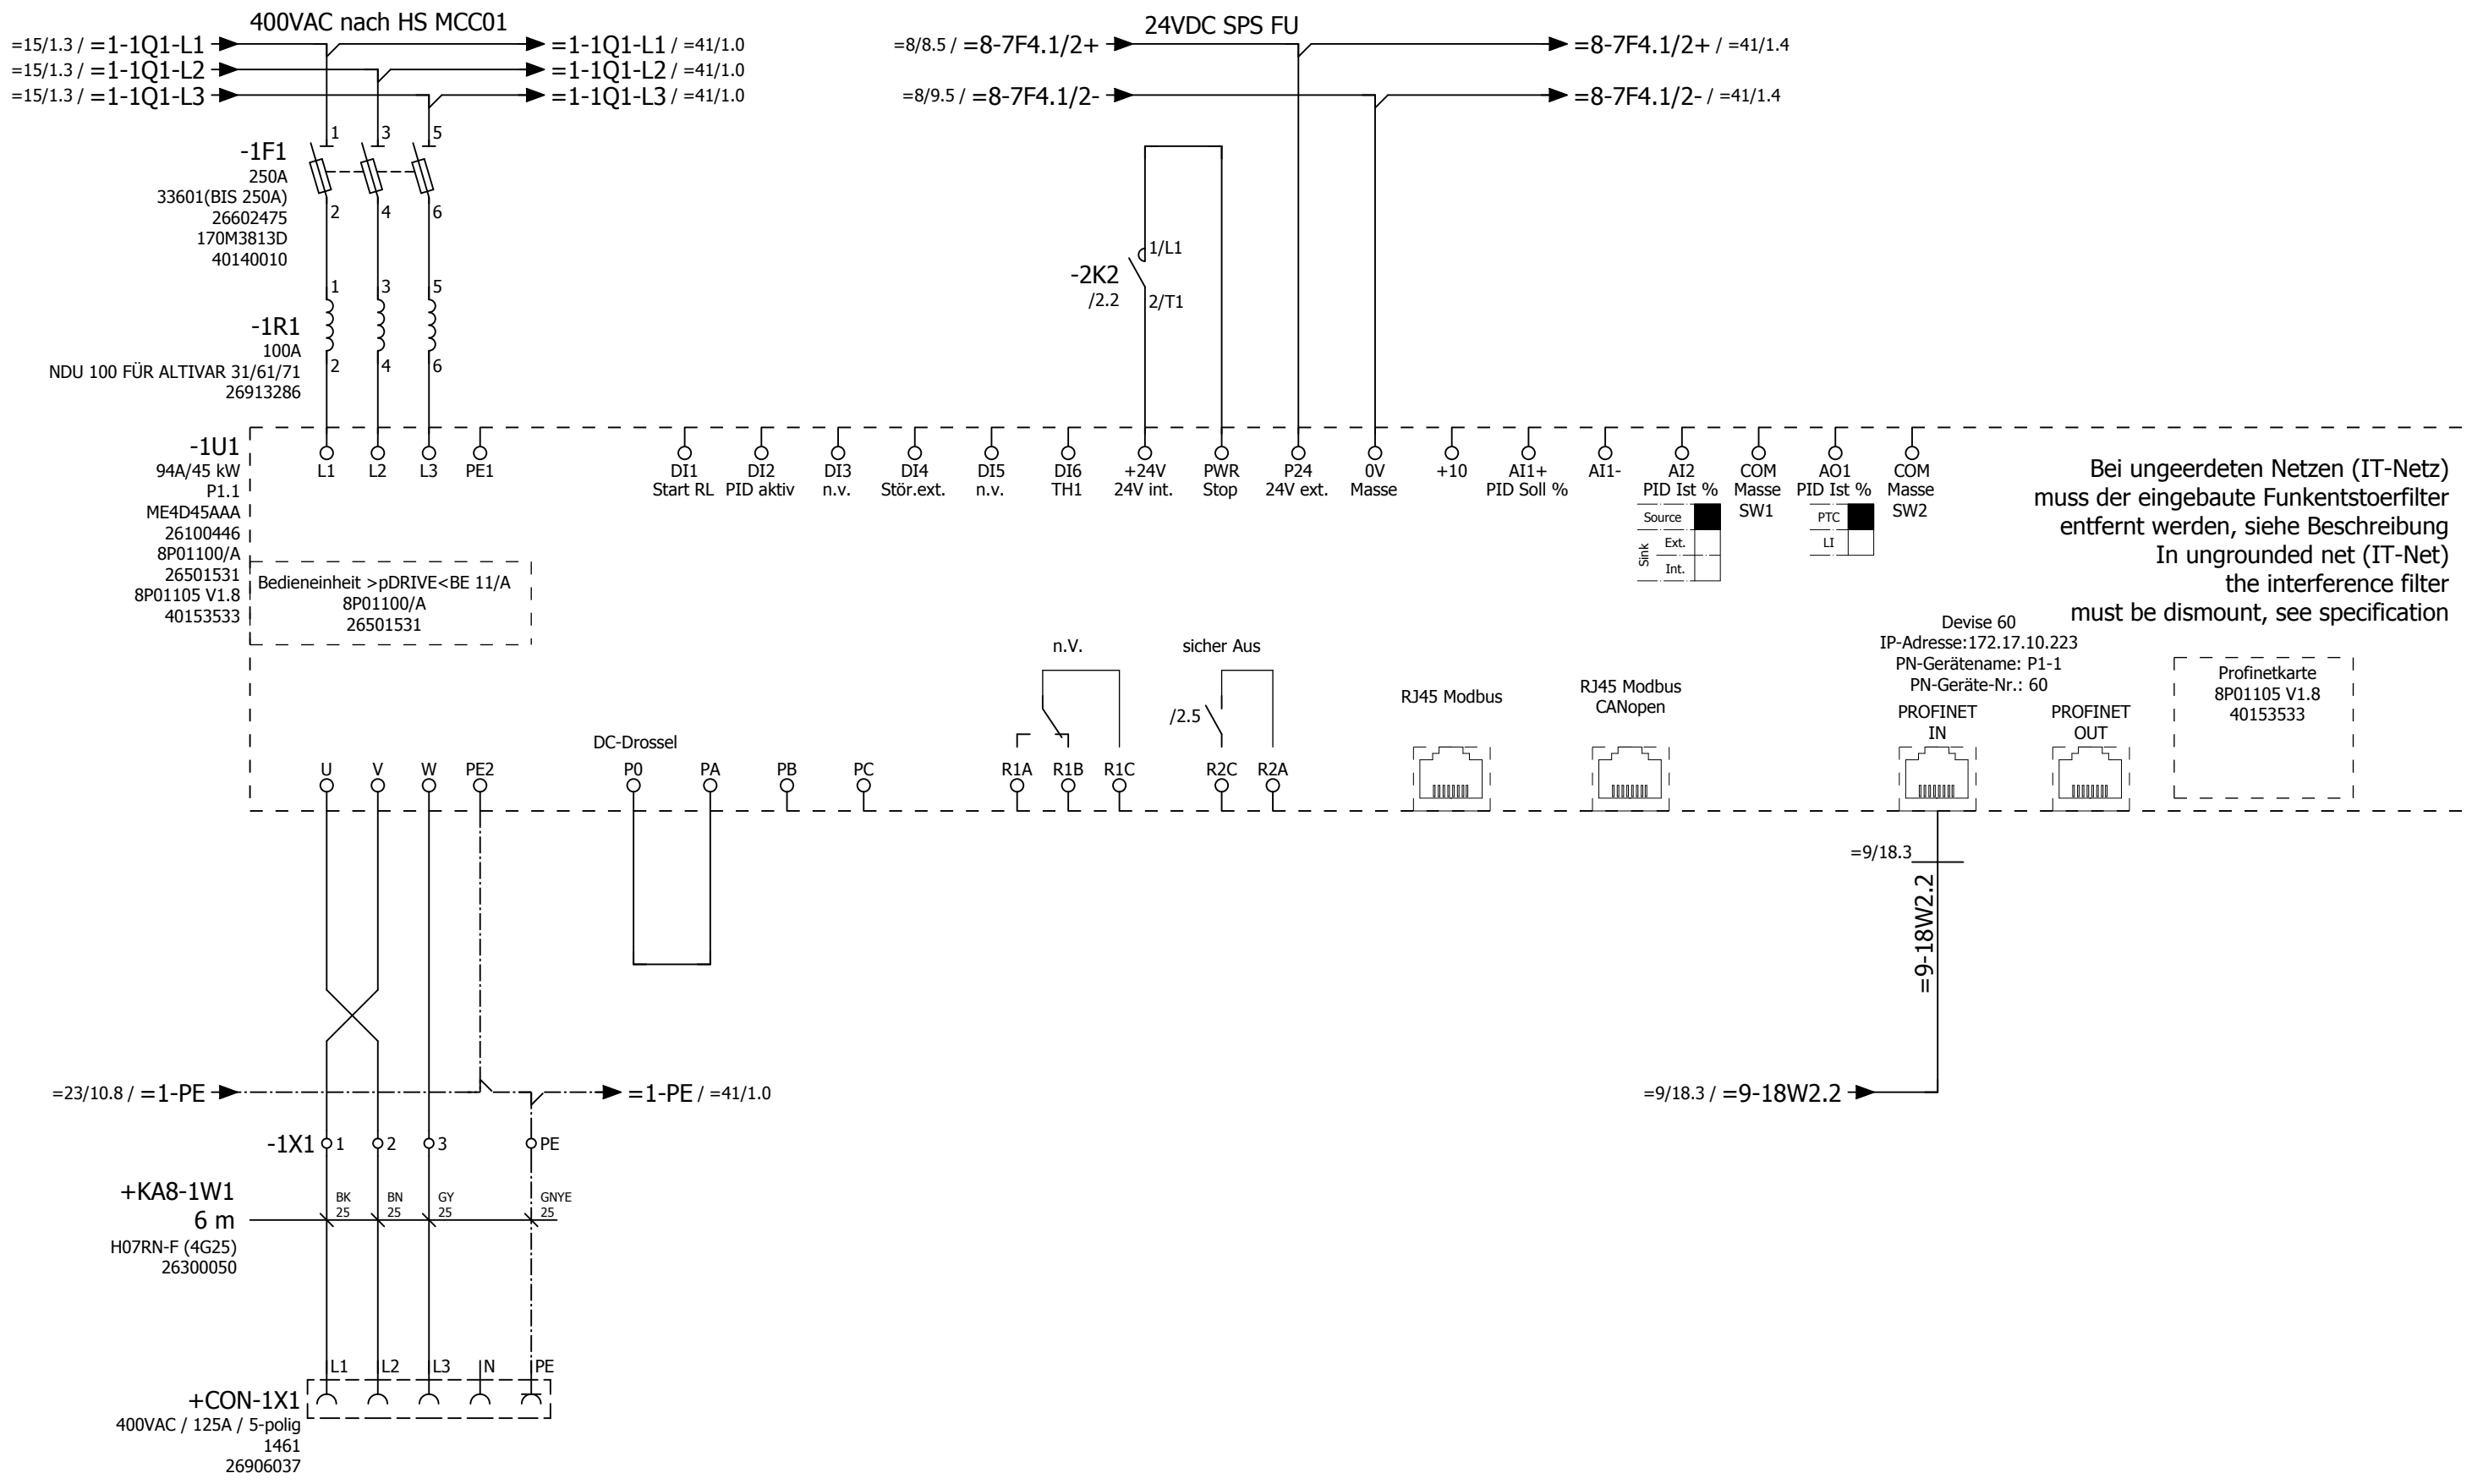 400VAC nach HS MCC01
24VDC SPS FU
=15/1.3 / =1-1Q1-L1
=1-1Q1-L1 / =41/1.0
=8/8.5 / =8-7F4.1/2+
=8-7F4.1/2+ / =41/1.4
=15/1.3 / =1-1Q1-L2
=1-1Q1-L2 / =41/1.0
=15/1.3 / =1-1Q1-L3
=1-1Q1-L3 / =41/1.0
=8/9.5 / =8-7F4.1/2-
=8-7F4.1/2- / =41/1.4
1 3 5
-1F1
250A
33601(BIS 250A)
26602475
170M3813D
40140010
2 4 6
-2K2
/2.2
1/L1
2/T1
1 3 5
-1R1
100A
NDU 100 FÜR ALTIVAR 31/61/71
26913286
2 4 6
-1U1
94A/45 kW
P1.1
ME4D45AAA
26100446
8P01100/A
26501531
8P01105 V1.8
40153533
L1 L2 L3 PE1
DI1
Start RL
DI2
PID aktiv
DI3
n.v.
DI4
Stör.ext.
DI5
n.v.
DI6
TH1
+24V
24V int.
PWR
Stop
P24
24V ext.
0V
Masse
+10
AI1+
PID Soll %
AI1-
AI2
PID Ist %
Source
Sink
Ext.
Int.
COM
Masse
SW1
AO1
PID Ist %
PTC
LI
COM
Masse
SW2
Bei ungeerdeten Netzen (IT-Netz)
muss der eingebaute Funkentstoerfilter
entfernt werden, siehe Beschreibung
In ungrounded net (IT-Net)
the interference filter
must be dismount, see specification
Bedieneinheit >pDRIVE<BE 11/A
8P01100/A
26501531
n.V.
sicher Aus
/2.5
RJ45 Modbus
RJ45 Modbus
CANopen
Devise 60
IP-Adresse:172.17.10.223
PN-Gerätename: P1-1
PN-Geräte-Nr.: 60
PROFINET
IN
PROFINET
OUT
Profinetkarte
8P01105 V1.8
40153533
DC-Drossel
U V W PE2 P0 PA PB PC R1A R1B R1C R2C R2A
=9/18.3
=9-18W2.2
=23/10.8 / =1-PE
=1-PE / =41/1.0
=9/18.3 / =9-18W2.2
-1X1 1 2 3 PE
+KA8-1W1
6 m
H07RN-F (4G25)
26300050
BK
25
BN
25
GY
25
GNYE
25
L1 L2 L3 N PE
+CON-1X1
400VAC / 125A / 5-polig
1461
26906037